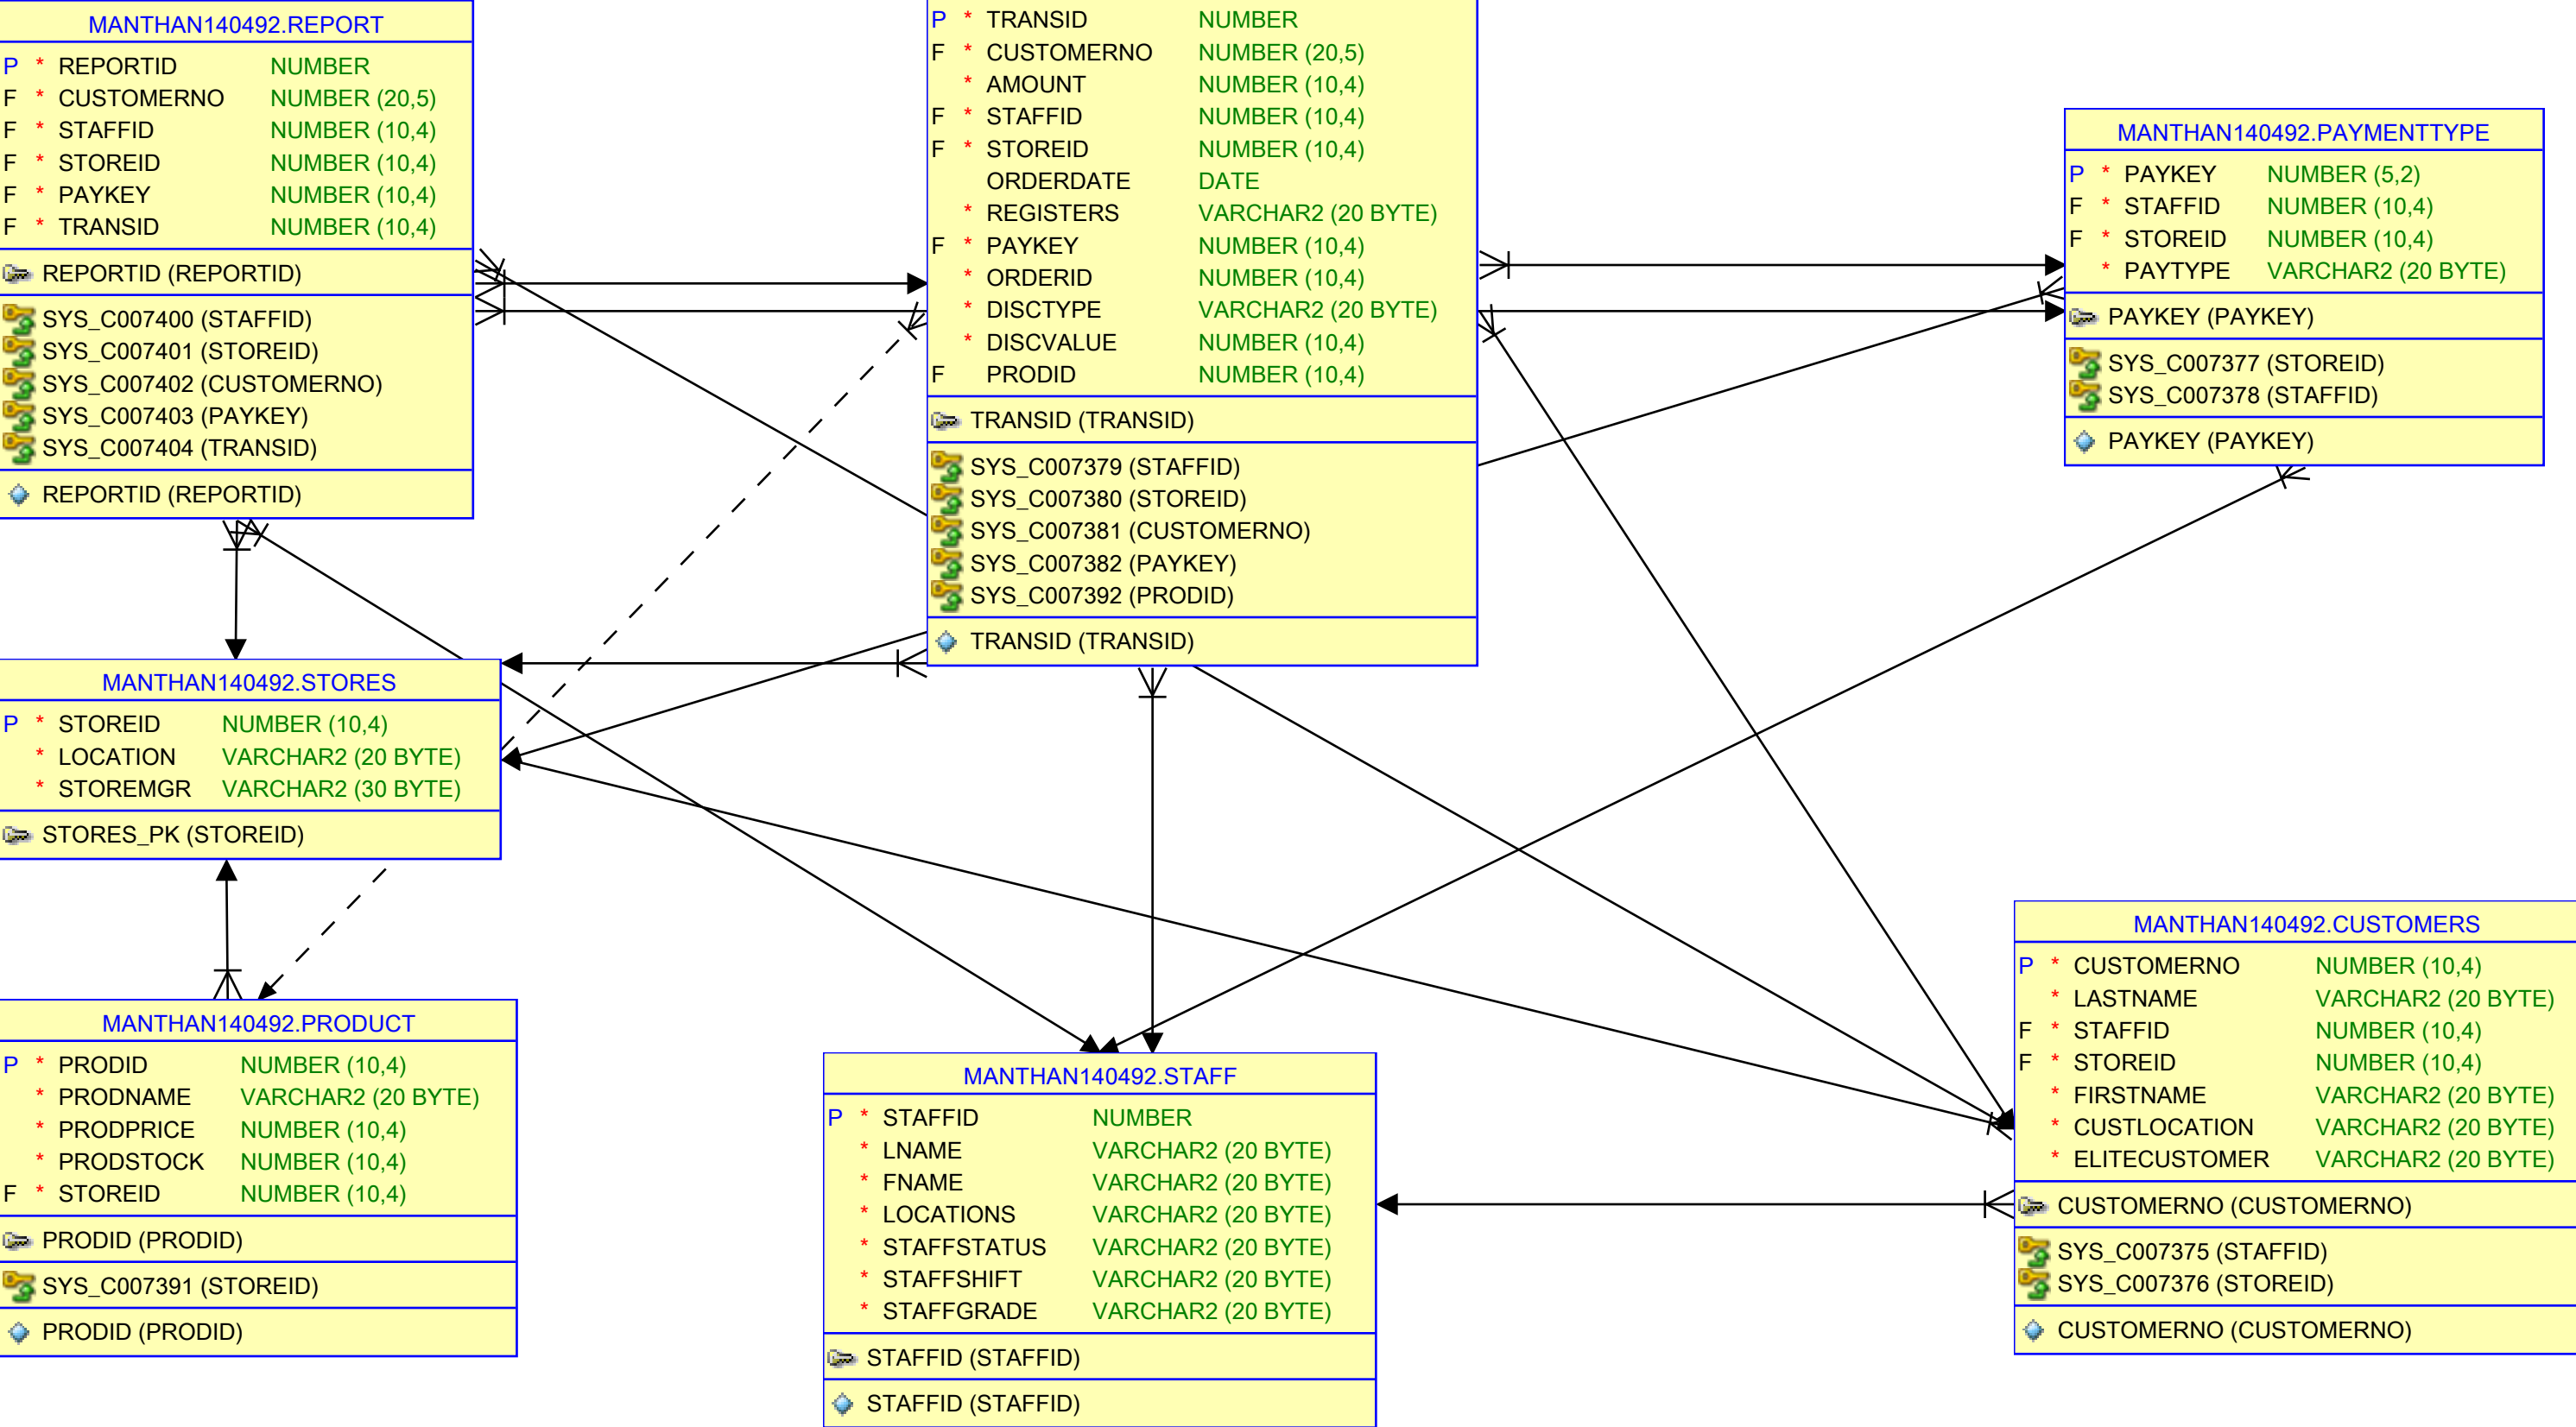 MANTHAN140492.REPORT
P * REPORTID NUMBER
F * CUSTOMERNO NUMBER (20,5)
F * STAFFID NUMBER (10,4)
F * STOREID NUMBER (10,4)
F * PAYKEY NUMBER (10,4)
F * TRANSID NUMBER (10,4)
REPORTID (REPORTID)
SYS_C007400 (STAFFID)
SYS_C007401 (STOREID)
SYS_C007402 (CUSTOMERNO)
SYS_C007403 (PAYKEY)
SYS_C007404 (TRANSID)
REPORTID (REPORTID)
P * TRANSID NUMBER
F * CUSTOMERNO NUMBER (20,5)
* AMOUNT NUMBER (10,4)
F * STAFFID NUMBER (10,4)
F * STOREID NUMBER (10,4)
ORDERDATE DATE
* REGISTERS VARCHAR2 (20 BYTE)
F * PAYKEY NUMBER (10,4)
* ORDERID NUMBER (10,4)
* DISCTYPE VARCHAR2 (20 BYTE)
* DISCVALUE NUMBER (10,4)
F PRODID NUMBER (10,4)
TRANSID (TRANSID)
SYS_C007379 (STAFFID)
SYS_C007380 (STOREID)
SYS_C007381 (CUSTOMERNO)
SYS_C007382 (PAYKEY)
SYS_C007392 (PRODID)
TRANSID (TRANSID)
MANTHAN140492.PAYMENTTYPE
P * PAYKEY NUMBER (5,2)
F * STAFFID NUMBER (10,4)
F * STOREID NUMBER (10,4)
* PAYTYPE VARCHAR2 (20 BYTE)
PAYKEY (PAYKEY)
SYS_C007377 (STOREID)
SYS_C007378 (STAFFID)
PAYKEY (PAYKEY)
MANTHAN140492.STORES
P * STOREID NUMBER (10,4)
* LOCATION VARCHAR2 (20 BYTE)
* STOREMGR VARCHAR2 (30 BYTE)
STORES_PK (STOREID)
MANTHAN140492.PRODUCT
P * PRODID NUMBER (10,4)
* PRODNAME VARCHAR2 (20 BYTE)
* PRODPRICE NUMBER (10,4)
* PRODSTOCK NUMBER (10,4)
F * STOREID NUMBER (10,4)
PRODID (PRODID)
SYS_C007391 (STOREID)
PRODID (PRODID)
MANTHAN140492.STAFF
P * STAFFID NUMBER
* LNAME VARCHAR2 (20 BYTE)
* FNAME VARCHAR2 (20 BYTE)
* LOCATIONS VARCHAR2 (20 BYTE)
* STAFFSTATUS VARCHAR2 (20 BYTE)
* STAFFSHIFT VARCHAR2 (20 BYTE)
* STAFFGRADE VARCHAR2 (20 BYTE)
STAFFID (STAFFID)
STAFFID (STAFFID)
MANTHAN140492.CUSTOMERS
P * CUSTOMERNO NUMBER (10,4)
* LASTNAME VARCHAR2 (20 BYTE)
F * STAFFID NUMBER (10,4)
F * STOREID NUMBER (10,4)
* FIRSTNAME VARCHAR2 (20 BYTE)
* CUSTLOCATION VARCHAR2 (20 BYTE)
* ELITECUSTOMER VARCHAR2 (20 BYTE)
CUSTOMERNO (CUSTOMERNO)
SYS_C007375 (STAFFID)
SYS_C007376 (STOREID)
CUSTOMERNO (CUSTOMERNO)